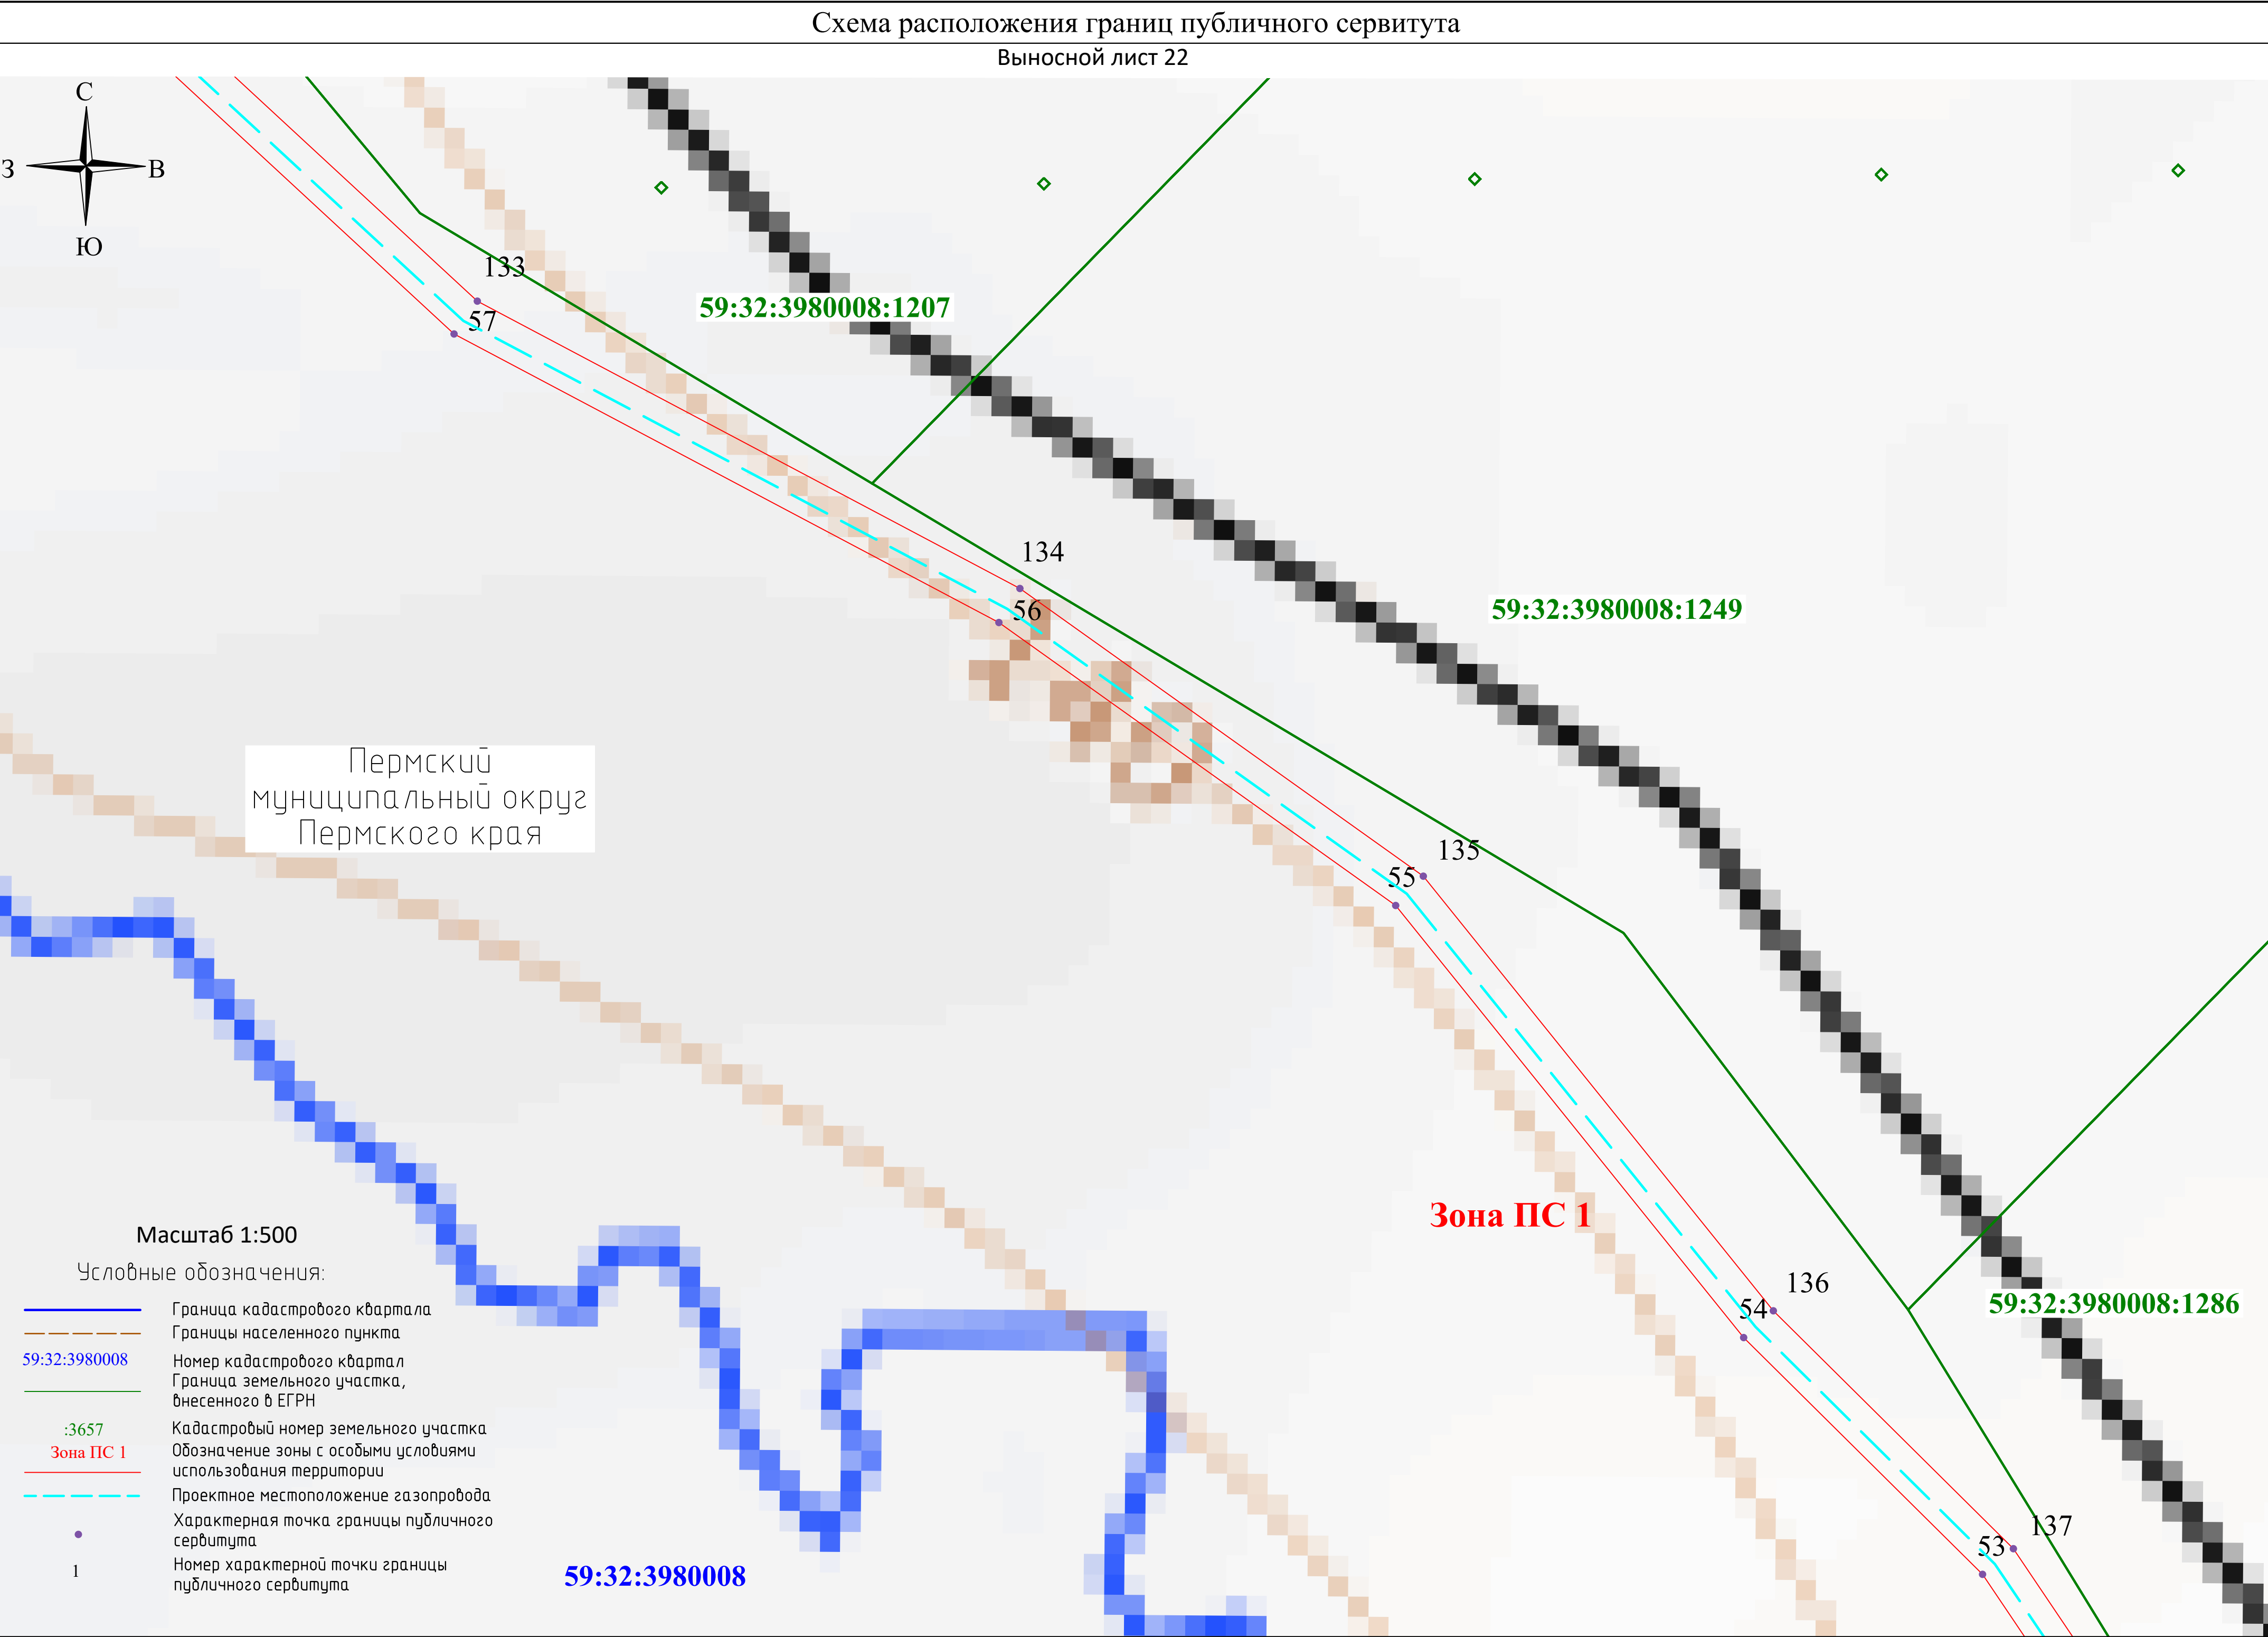 Схема расположения границ публичного сервитута
Выносной лист 22
С
З
В
Ю
133
57
59:32:3980008:1207
134
56
59:32:3980008:1249
Пермский
муниципальный округ
Пермского края
135
55
Зона ПС 1
136
54
59:32:3980008:1286
137
53
Масштаб 1:500
Условные обозначения:
Граница кадастрового квартала
Границы населенного пункта
59:32:3980008
Номер кадастрового квартал
Граница земельного участка,
внесенного в ЕГРН
:3657
Кадастровый номер земельного участка
Зона ПС 1
Обозначение зоны с особыми условиями
использования территории
Проектное местоположение газопровода
Характерная точка границы публичного
сервитута
1
Номер характерной точки границы
публичного сервитута
59:32:3980008